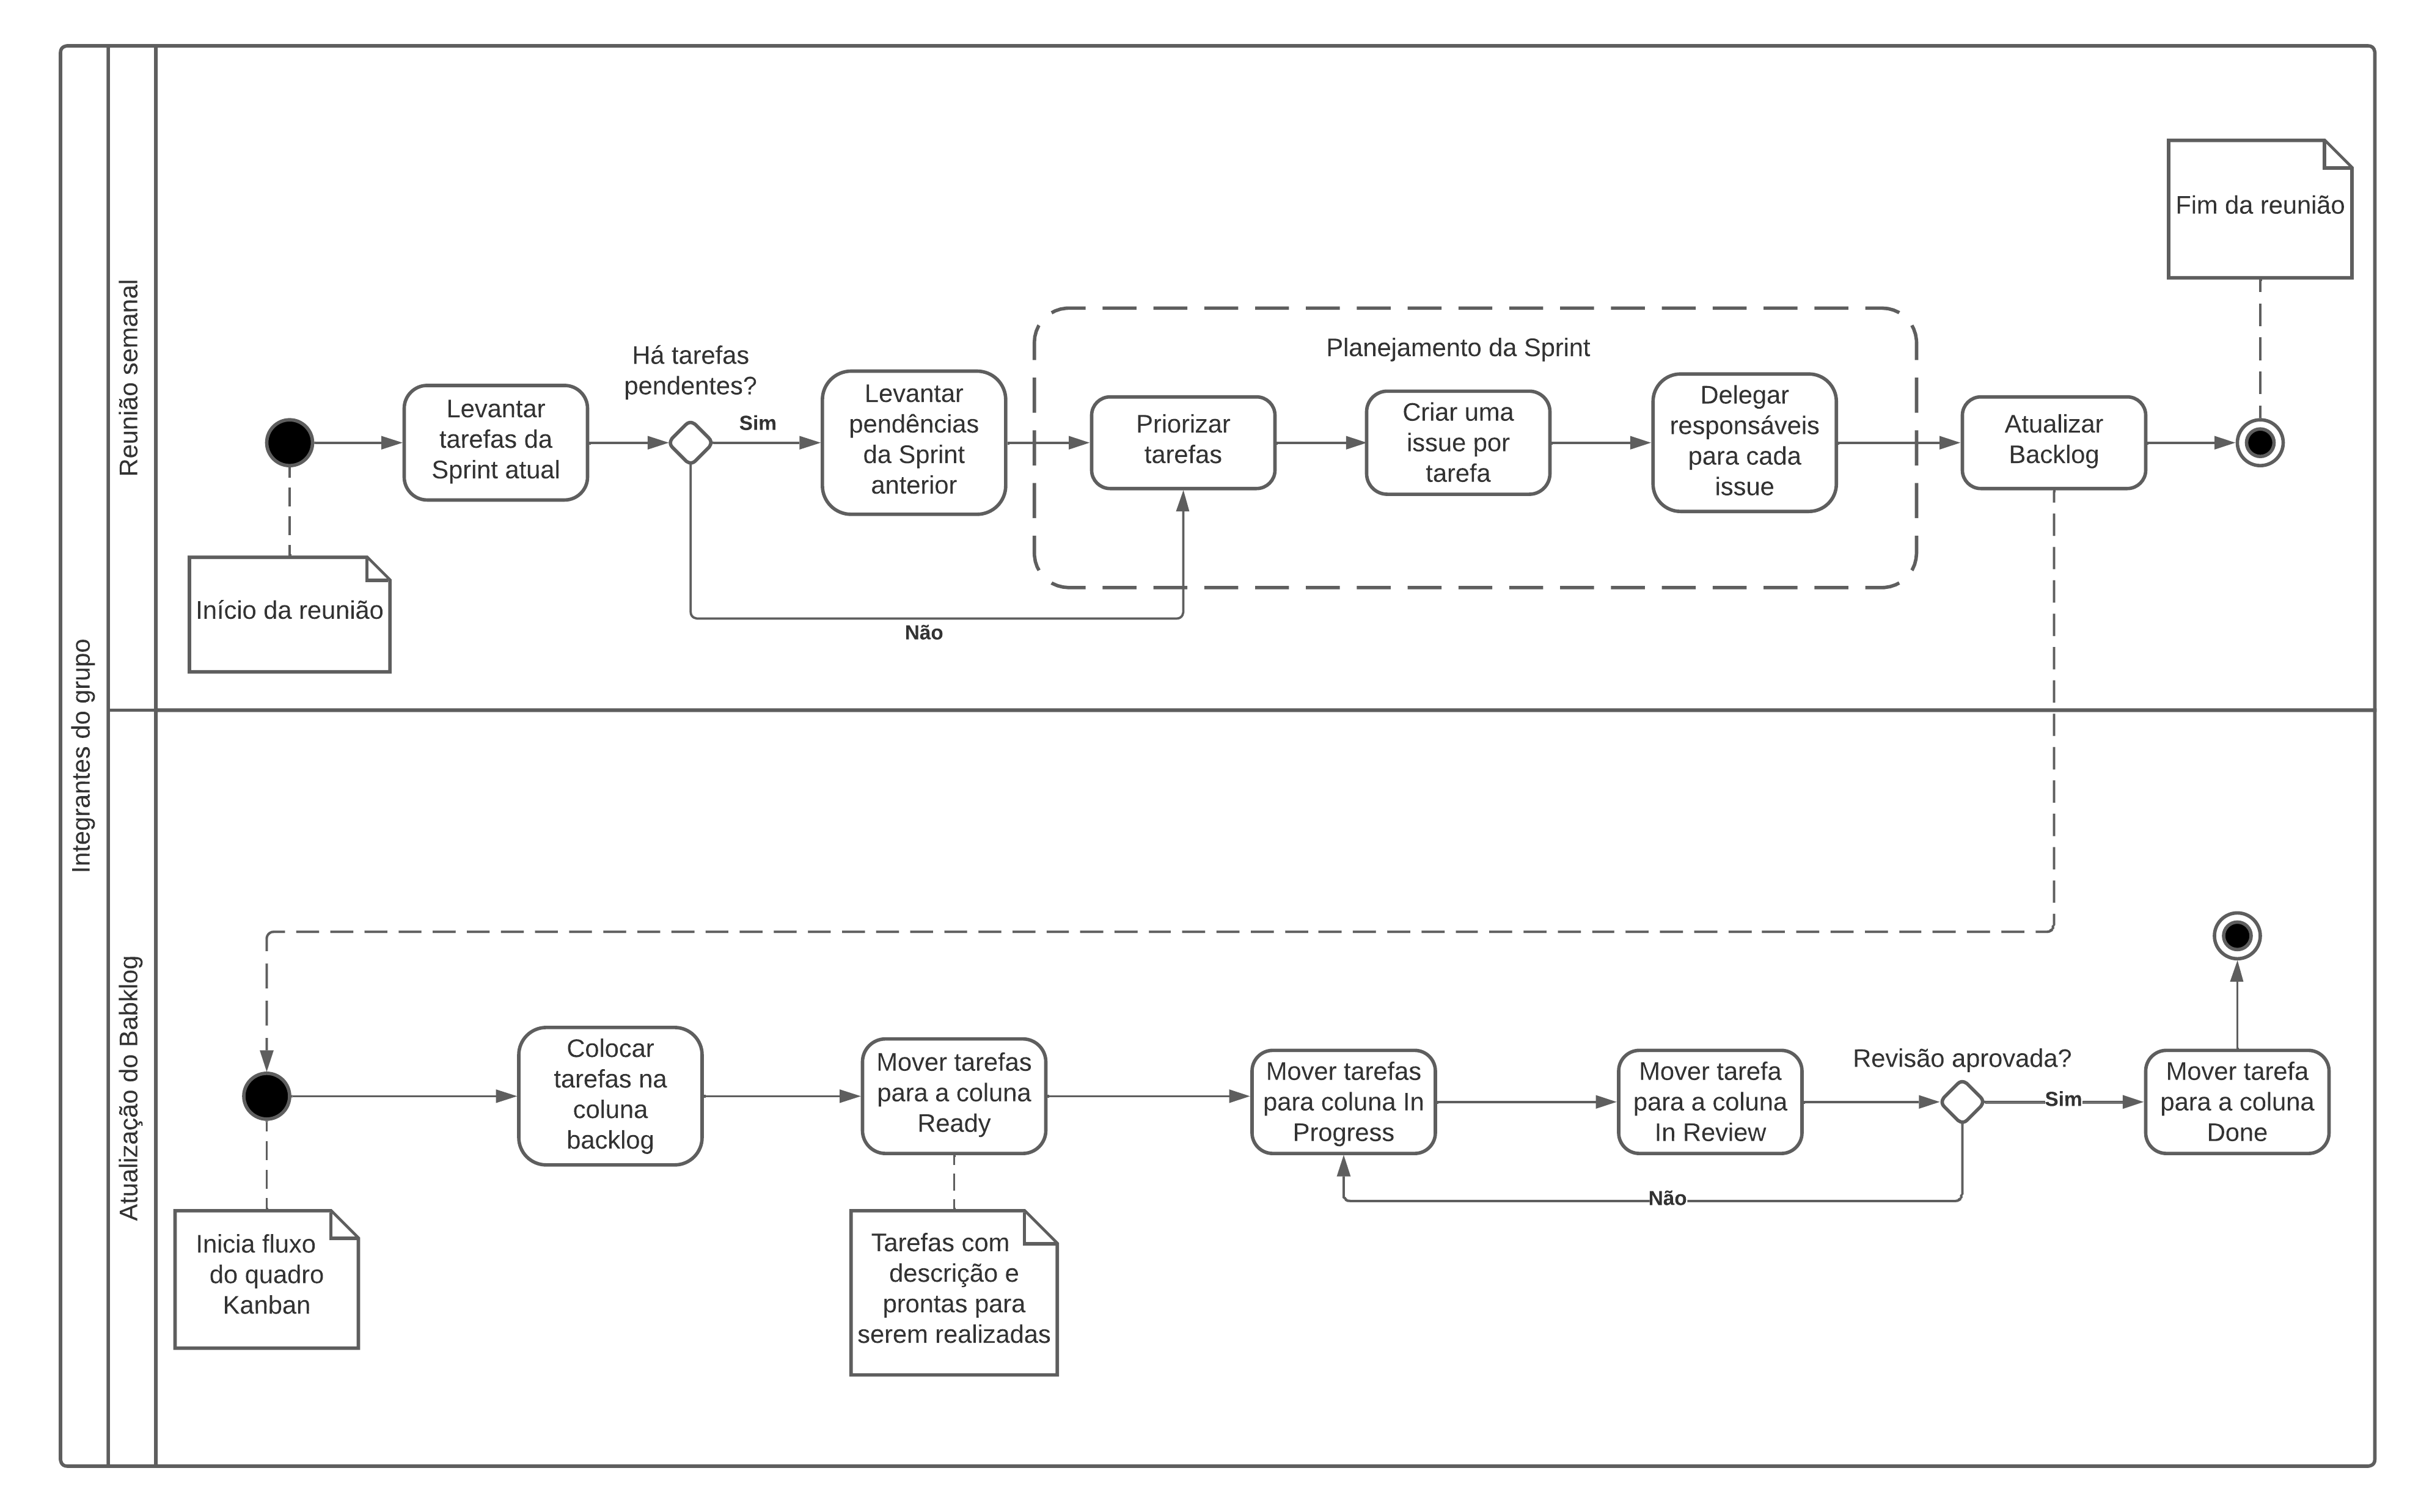 Integrantes do grupo
Reunião semanal
Fim da reunião
Planejamento da Sprint
Há tarefas
pendentes?
Sim
Levantar
tarefas da
Sprint atual
Levantar
pendências
da Sprint
anterior
Priorizar
tarefas
Criar uma
issue por
tarefa
Delegar
responsáveis
para cada
issue
Atualizar
Backlog
Início da reunião
Não
Atualização do Babklog
Colocar
tarefas na
coluna
backlog
Mover tarefas
para a coluna
Ready
Mover tarefas
para coluna In
Progress
Mover tarefa
para a coluna
In Review
Revisão aprovada?
Sim
Mover tarefa
para a coluna
Done
Não
Inicia fluxo
do quadro
Kanban
Tarefas com
descrição e
prontas para
serem realizadas